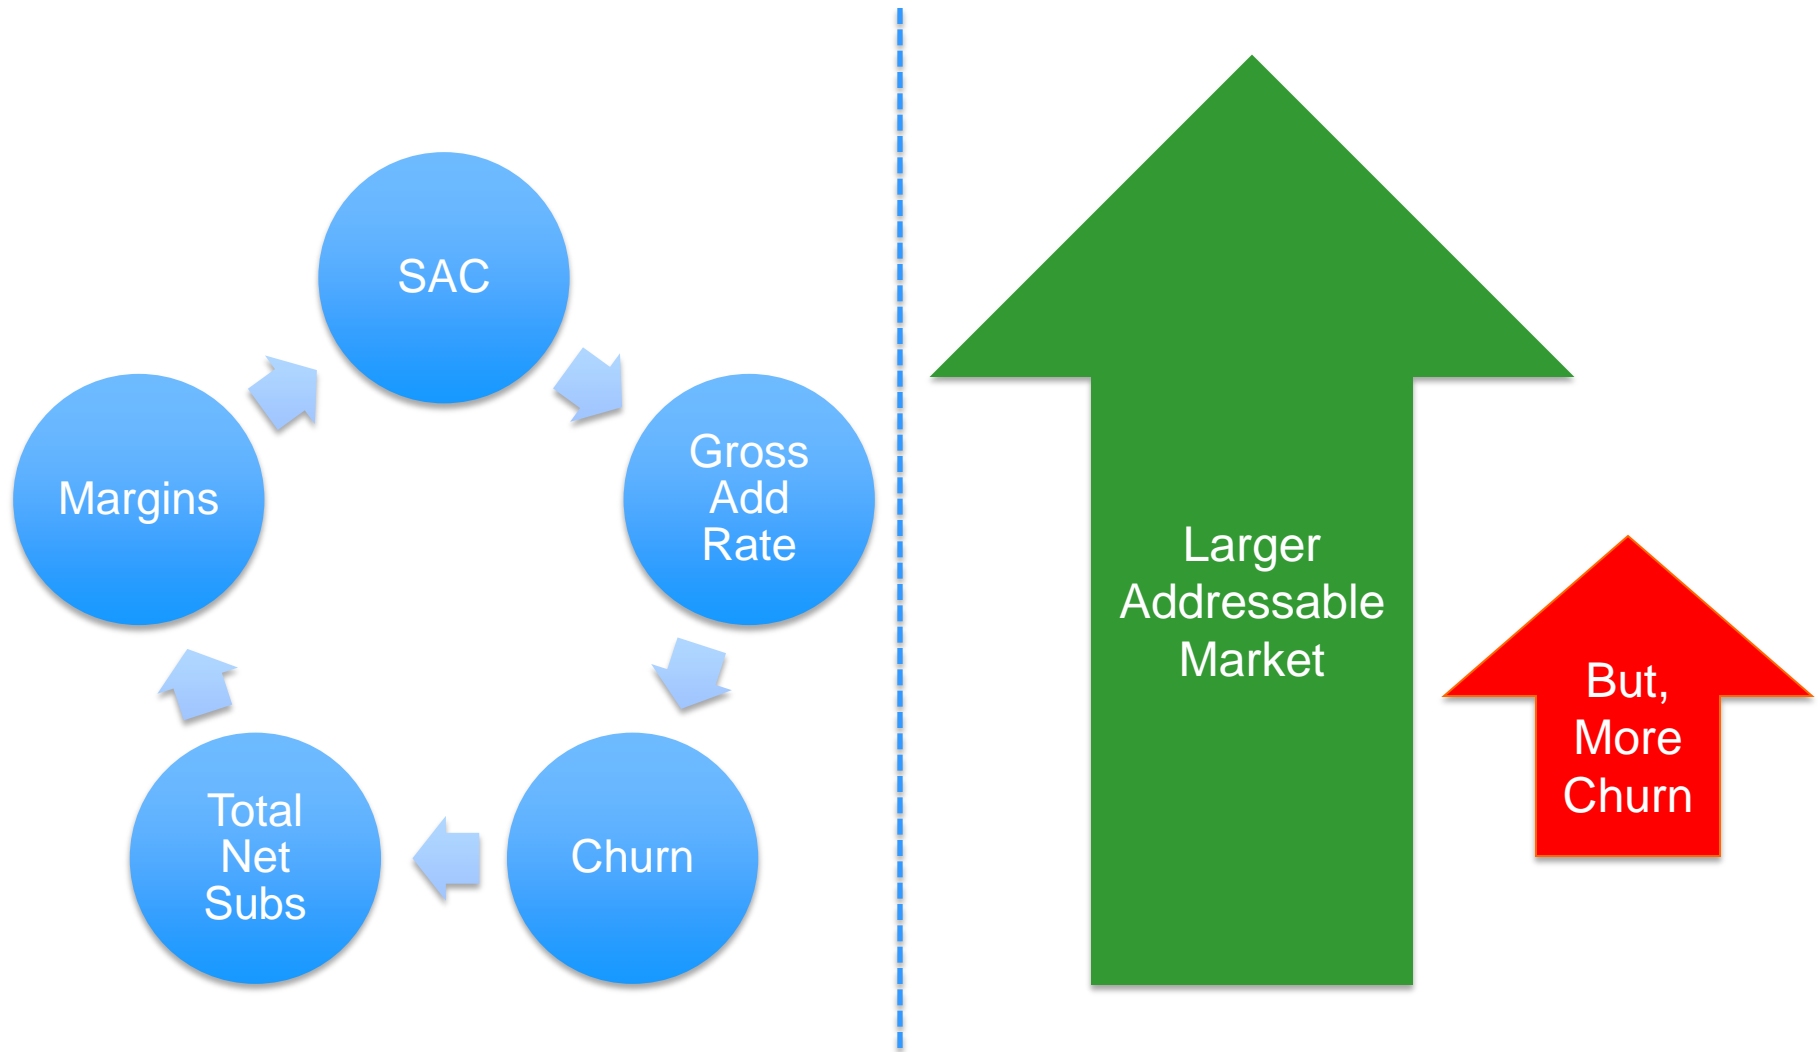 SAC
Gross
Add
Rate
Churn
Total
Net
Subs
Margins
Larger
Addressable
Market
But,
More
Churn